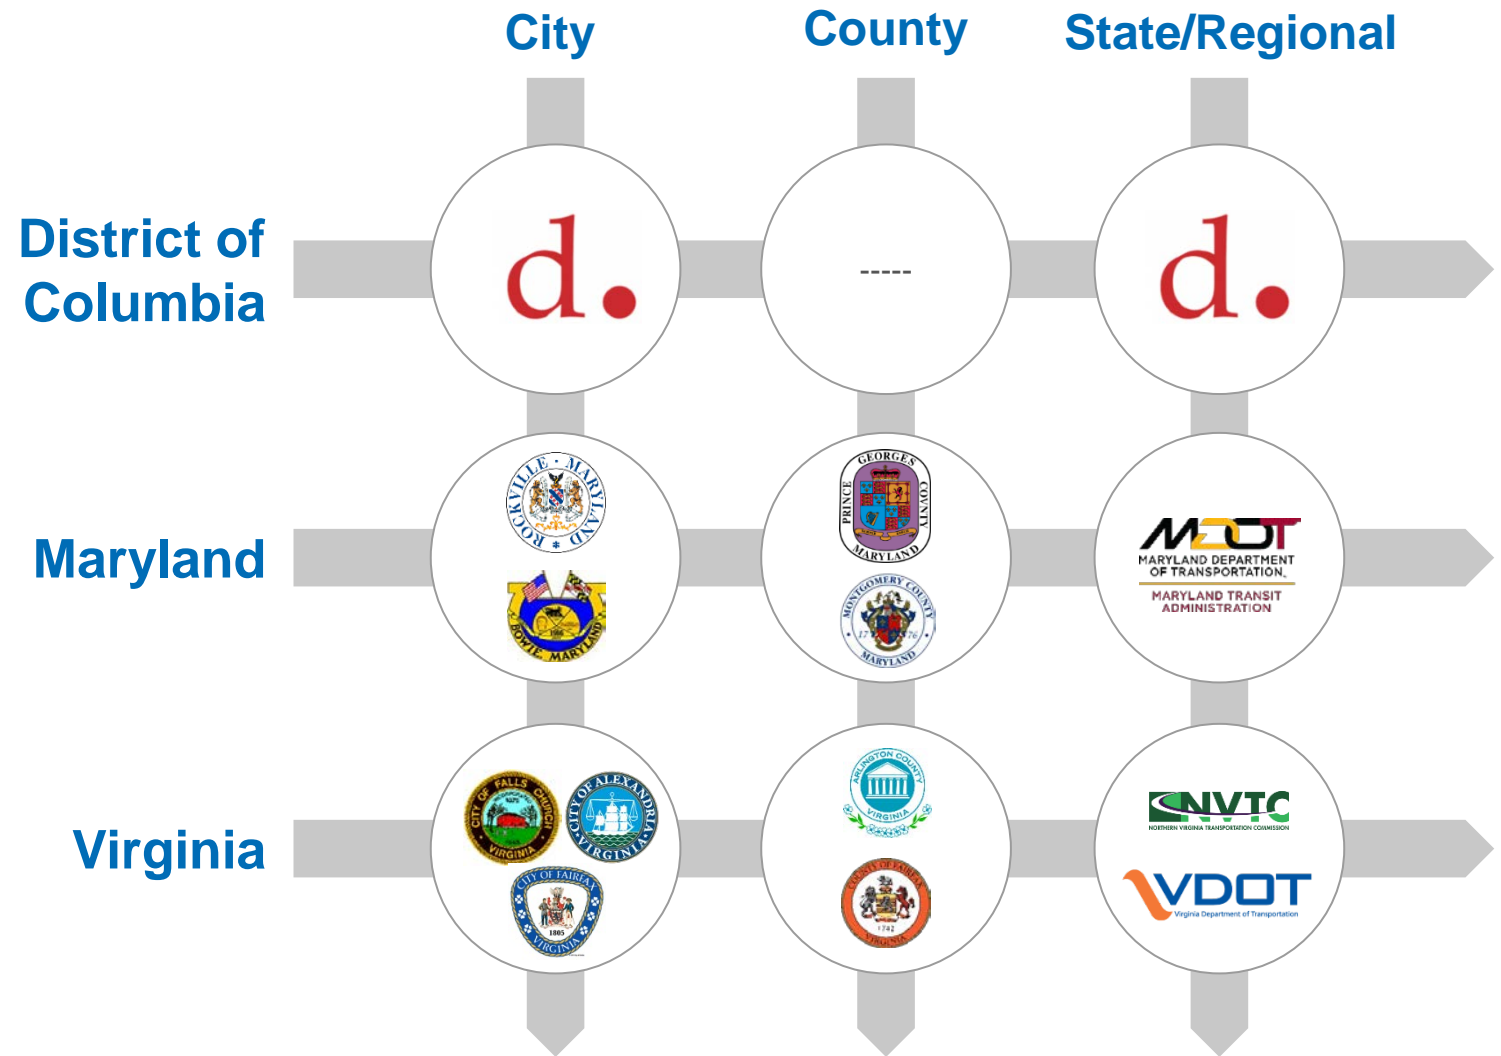 City
County
State/Regional
District of
Columbia
d.
-----
d.
Maryland
ROCKVILLE · MARYLAND
BOWIE, MARYLAND
PRINCE GEORGES COUNTY
MARYLAND
MONTGOMERY COUNTY
17 76
MARYLAND
MDOT
MARYLAND DEPARTMENT
OF TRANSPORTATION
MARYLAND TRANSIT
ADMINISTRATION
Virginia
CITY OF FALLS CHURCH
VIRGINIA
CITY OF ALEXANDRIA
VIRGINIA
CITY OF FAIRFAX
1805
VIRGINIA
ARLINGTON COUNTY
VIRGINIA
COUNTY OF FAIRFAX
1742
VIRGINIA
NVTC
NORTHERN VIRGINIA TRANSPORTATION COMMISSION
VDOT
Virginia Department of Transportation